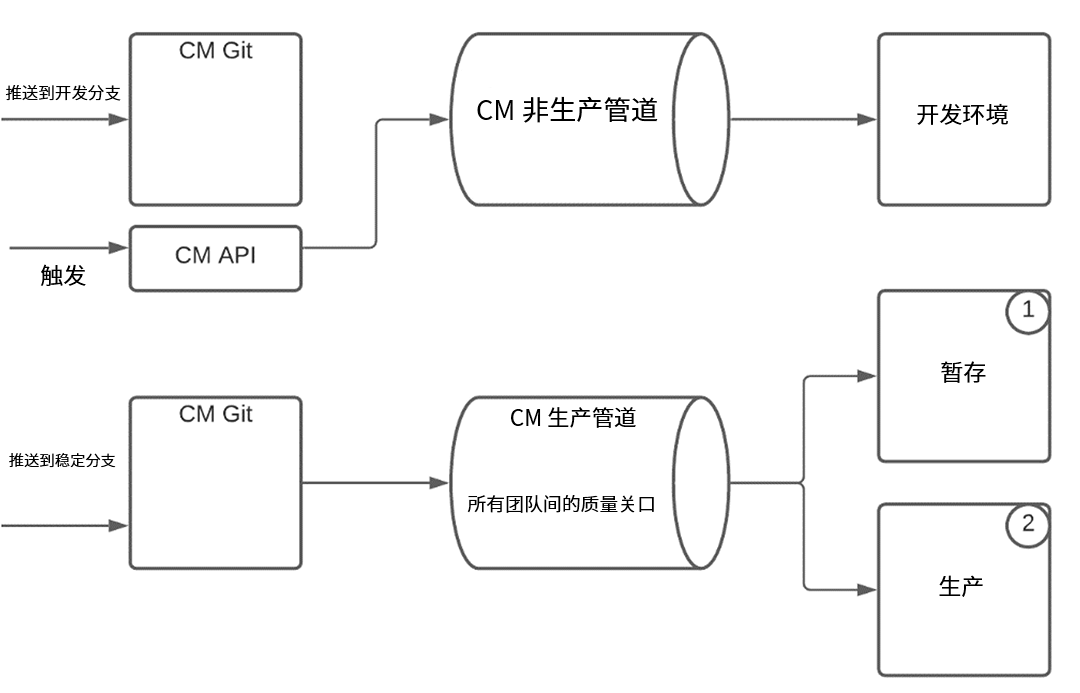 CM Git
推送到开发分支
CM 非生产管道
开发环境
CM API
触发
1
暂存
CM Git
推送到稳定分支
CM 生产管道
所有团队间的质量关口
2
生产